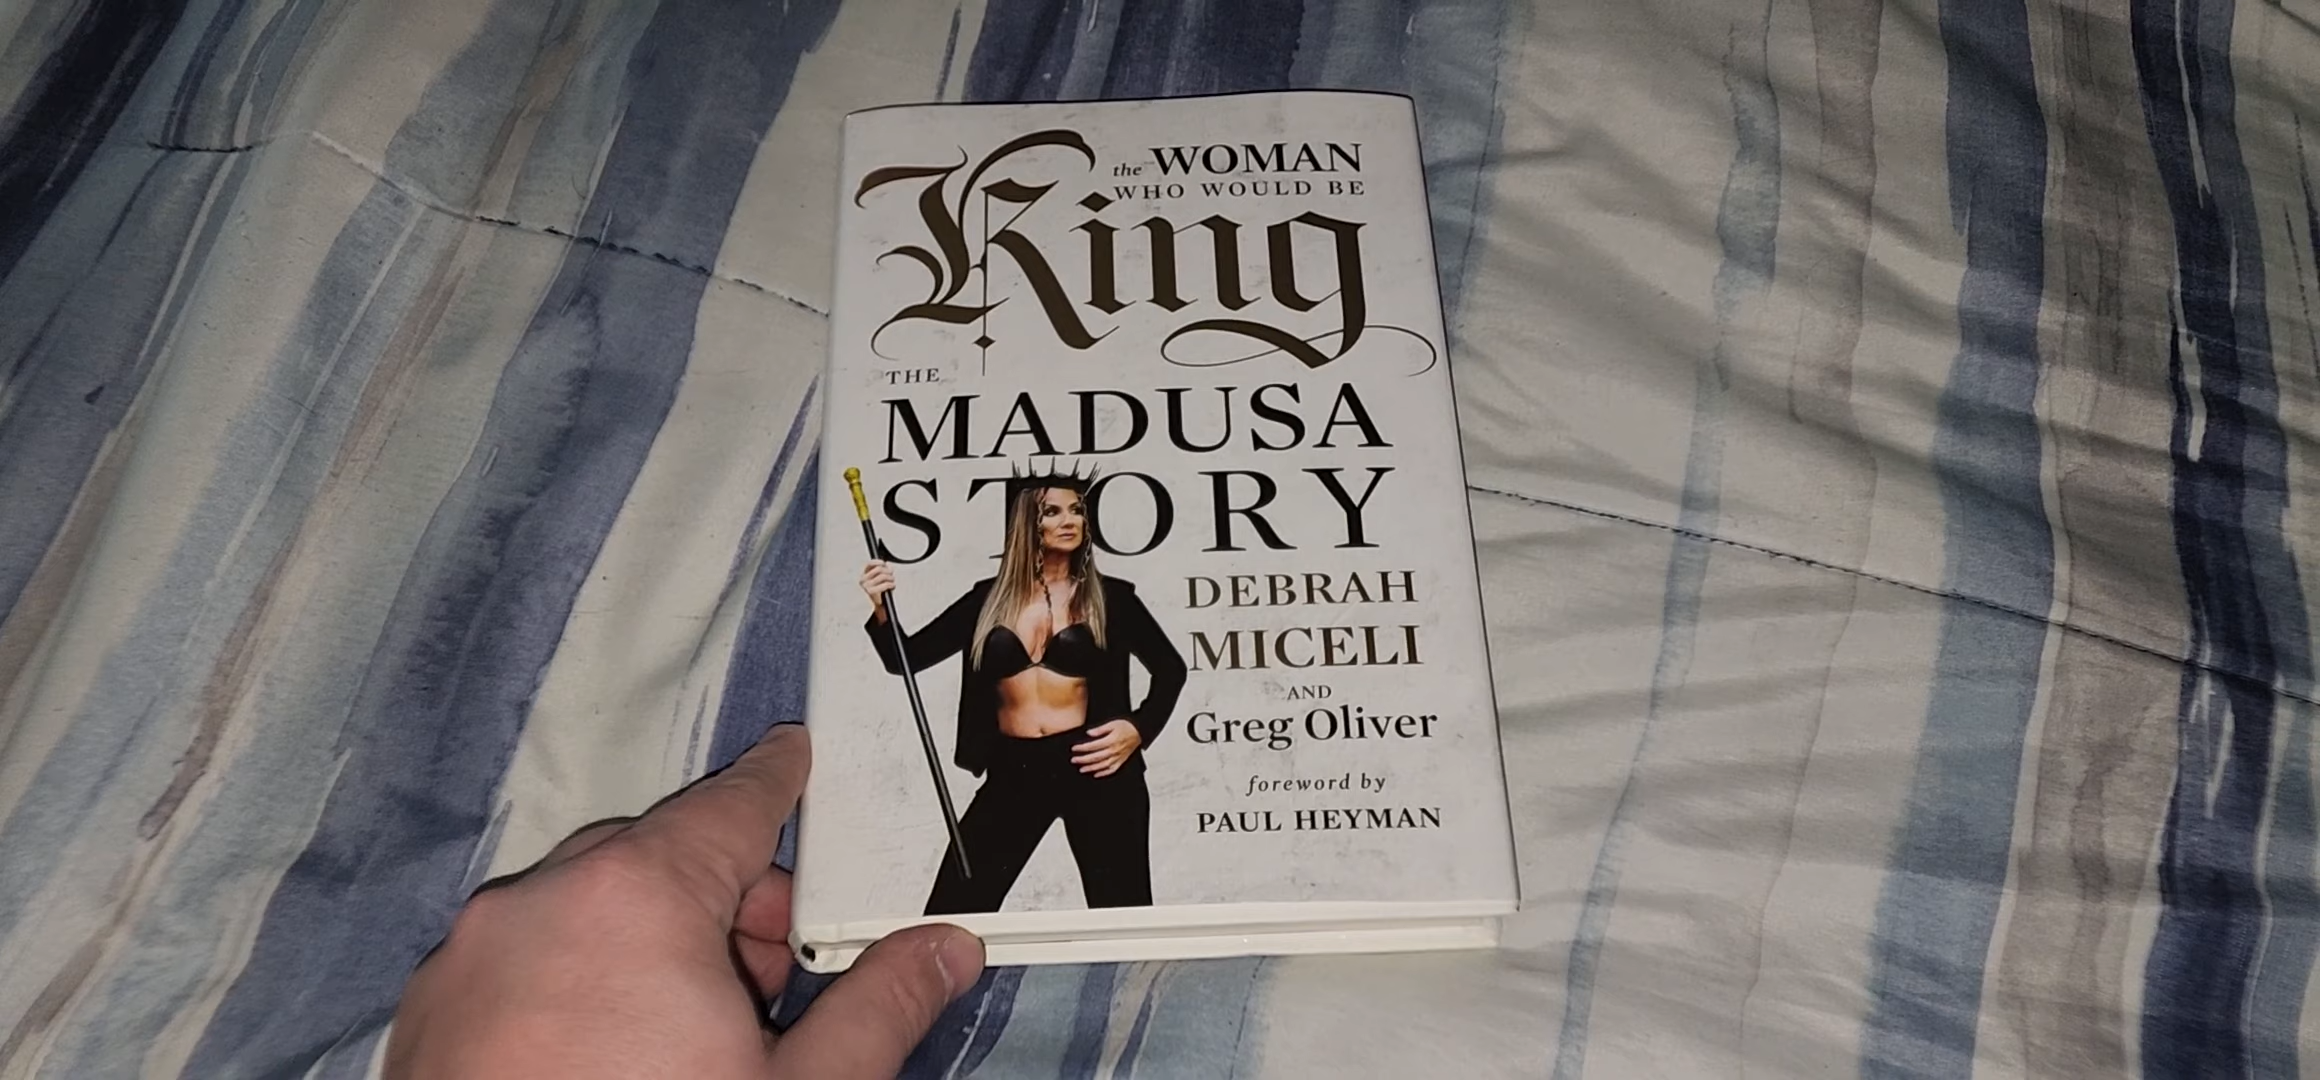 the WOMAN
WHO WOULD BE
King
THE
MADUSA
STORY
DEBRAH
MICELI
AND
Greg Oliver
foreword by
PAUL HEYMAN